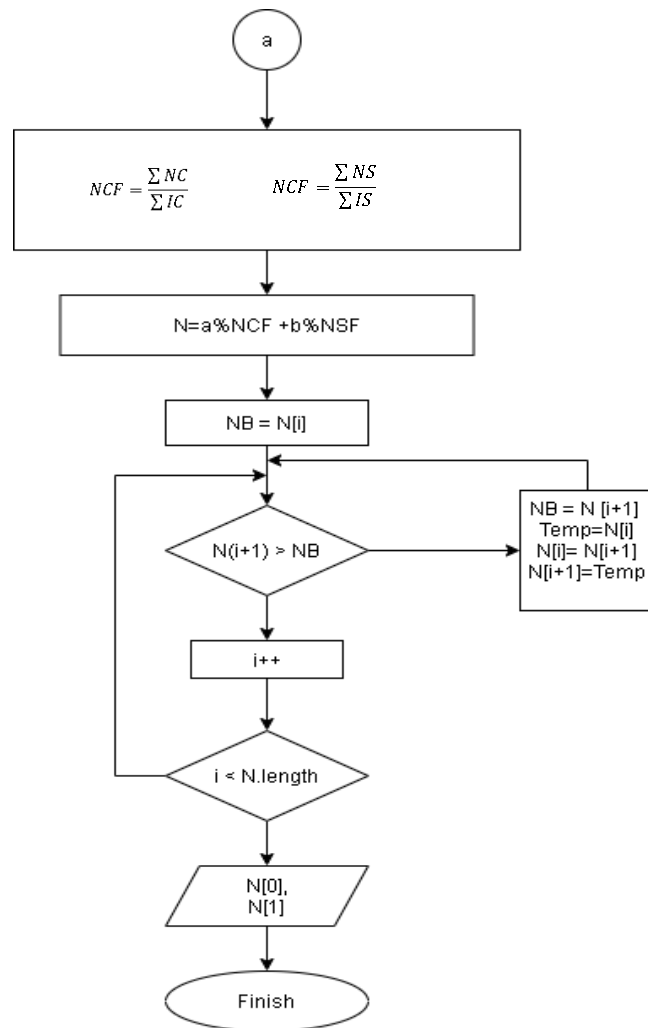 a
NCF = ∑ NC / ∑ IC
NCF = ∑ NS / ∑ IS
N=a%NCF +b%NSF
NB = N[i]
N(i+1) > NB
NB = N [i+1]
Temp=N[i]
N[i]= N[i+1]
N[i+1]=Temp
i++
i < N.length
N[0],
N[1]
Finish